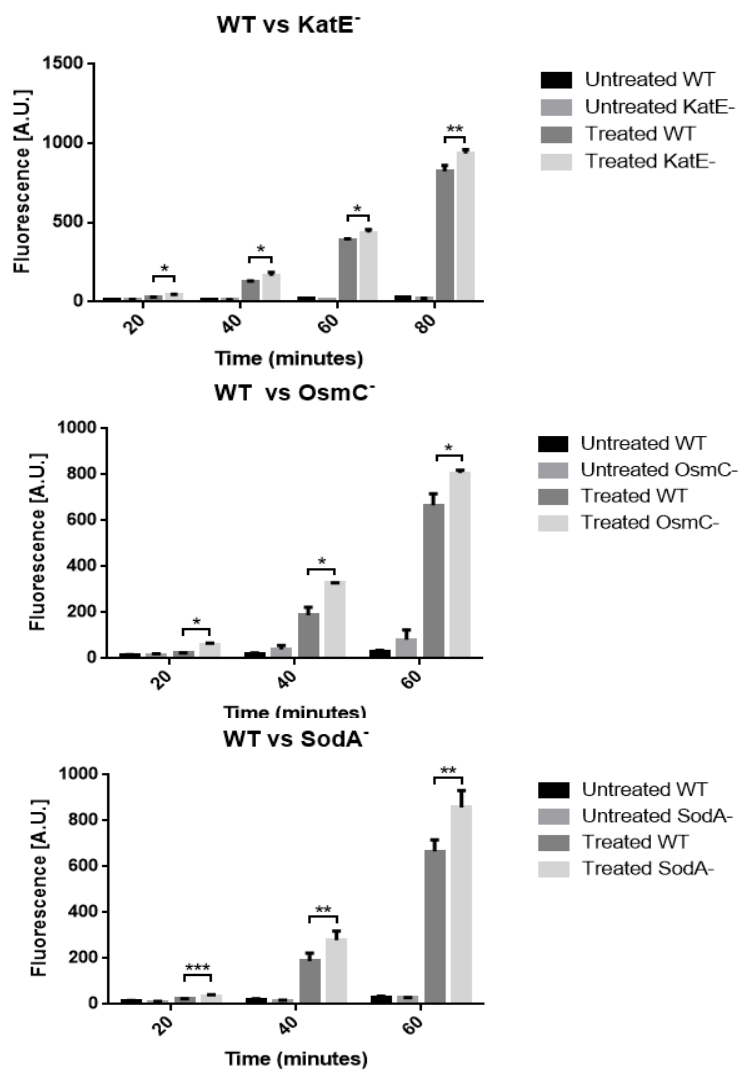 WT vs KatE-
1500
1000
500
0
Fluorescence [A.U.]
* * * **
20 40 60 80
Time (minutes)
Untreated WT
Untreated KatE-
Treated WT
Treated KatE-
WT vs OsmC-
1000
800
600
400
200
0
Fluorescence [A.U.]
* * *
20 40 60
Time (minutes)
Untreated WT
Untreated OsmC-
Treated WT
Treated OsmC-
WT vs SodA-
1000
800
600
400
200
0
Fluorescence [A.U.]
*** ** **
20 40 60
Time (minutes)
Untreated WT
Untreated SodA-
Treated WT
Treated SodA-